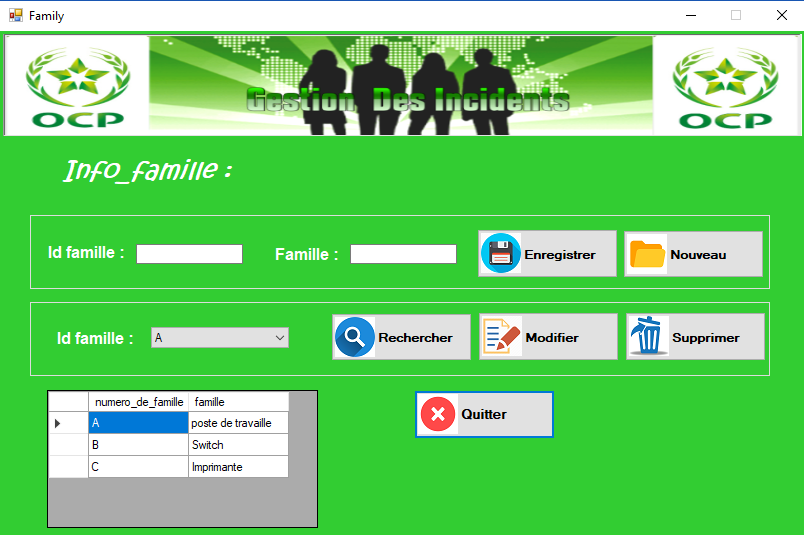 Family
OCP
Gestion Des Incidents
OCP
Info_famille :
Id famille :
Famille :
Enregistrer
Nouveau
Id famille :
A
Rechercher
Modifier
Supprimer
numero_de_famille famille
A poste de travaille
B Switch
C Imprimante
Quitter